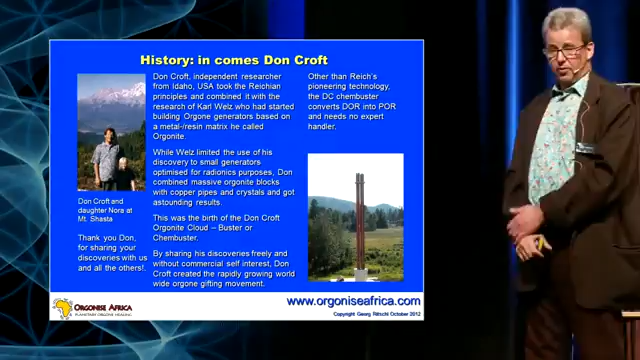 History: in comes Don Croft
Don Croft, independent researcher
from Idaho, USA took the Reichian
principles and combined it with the
research of Karl Welz who had started
building Orgone generators based on
a metal-/resin matrix he called
Orgonite.
While Welz limited the use of his
discovery to small generators
optimised for radionics purposes, Don
combined massive orgonite blocks
with copper pipes and crystals and got
astounding results.
This was the birth of the Don Croft
Orgonite Cloud – Buster or
Chembuster.
By sharing his discoveries freely and
without commercial self interest, Don
Croft created the rapidly growing world
wide orgone gifting movement.
Other than Reich's
pioneering technology,
the DC chembuster
converts DOR into POR
and needs no expert
handler.
Don Croft and
daughter Nora at
Mt. Shasta
Thank you Don,
for sharing your
discoveries with us
and all the others!.
ORGONISE AFRICA
PLANETARY ORGONE HEALING
www.orgoniseafrica.com
Copyright Georg Ritschl October 2012